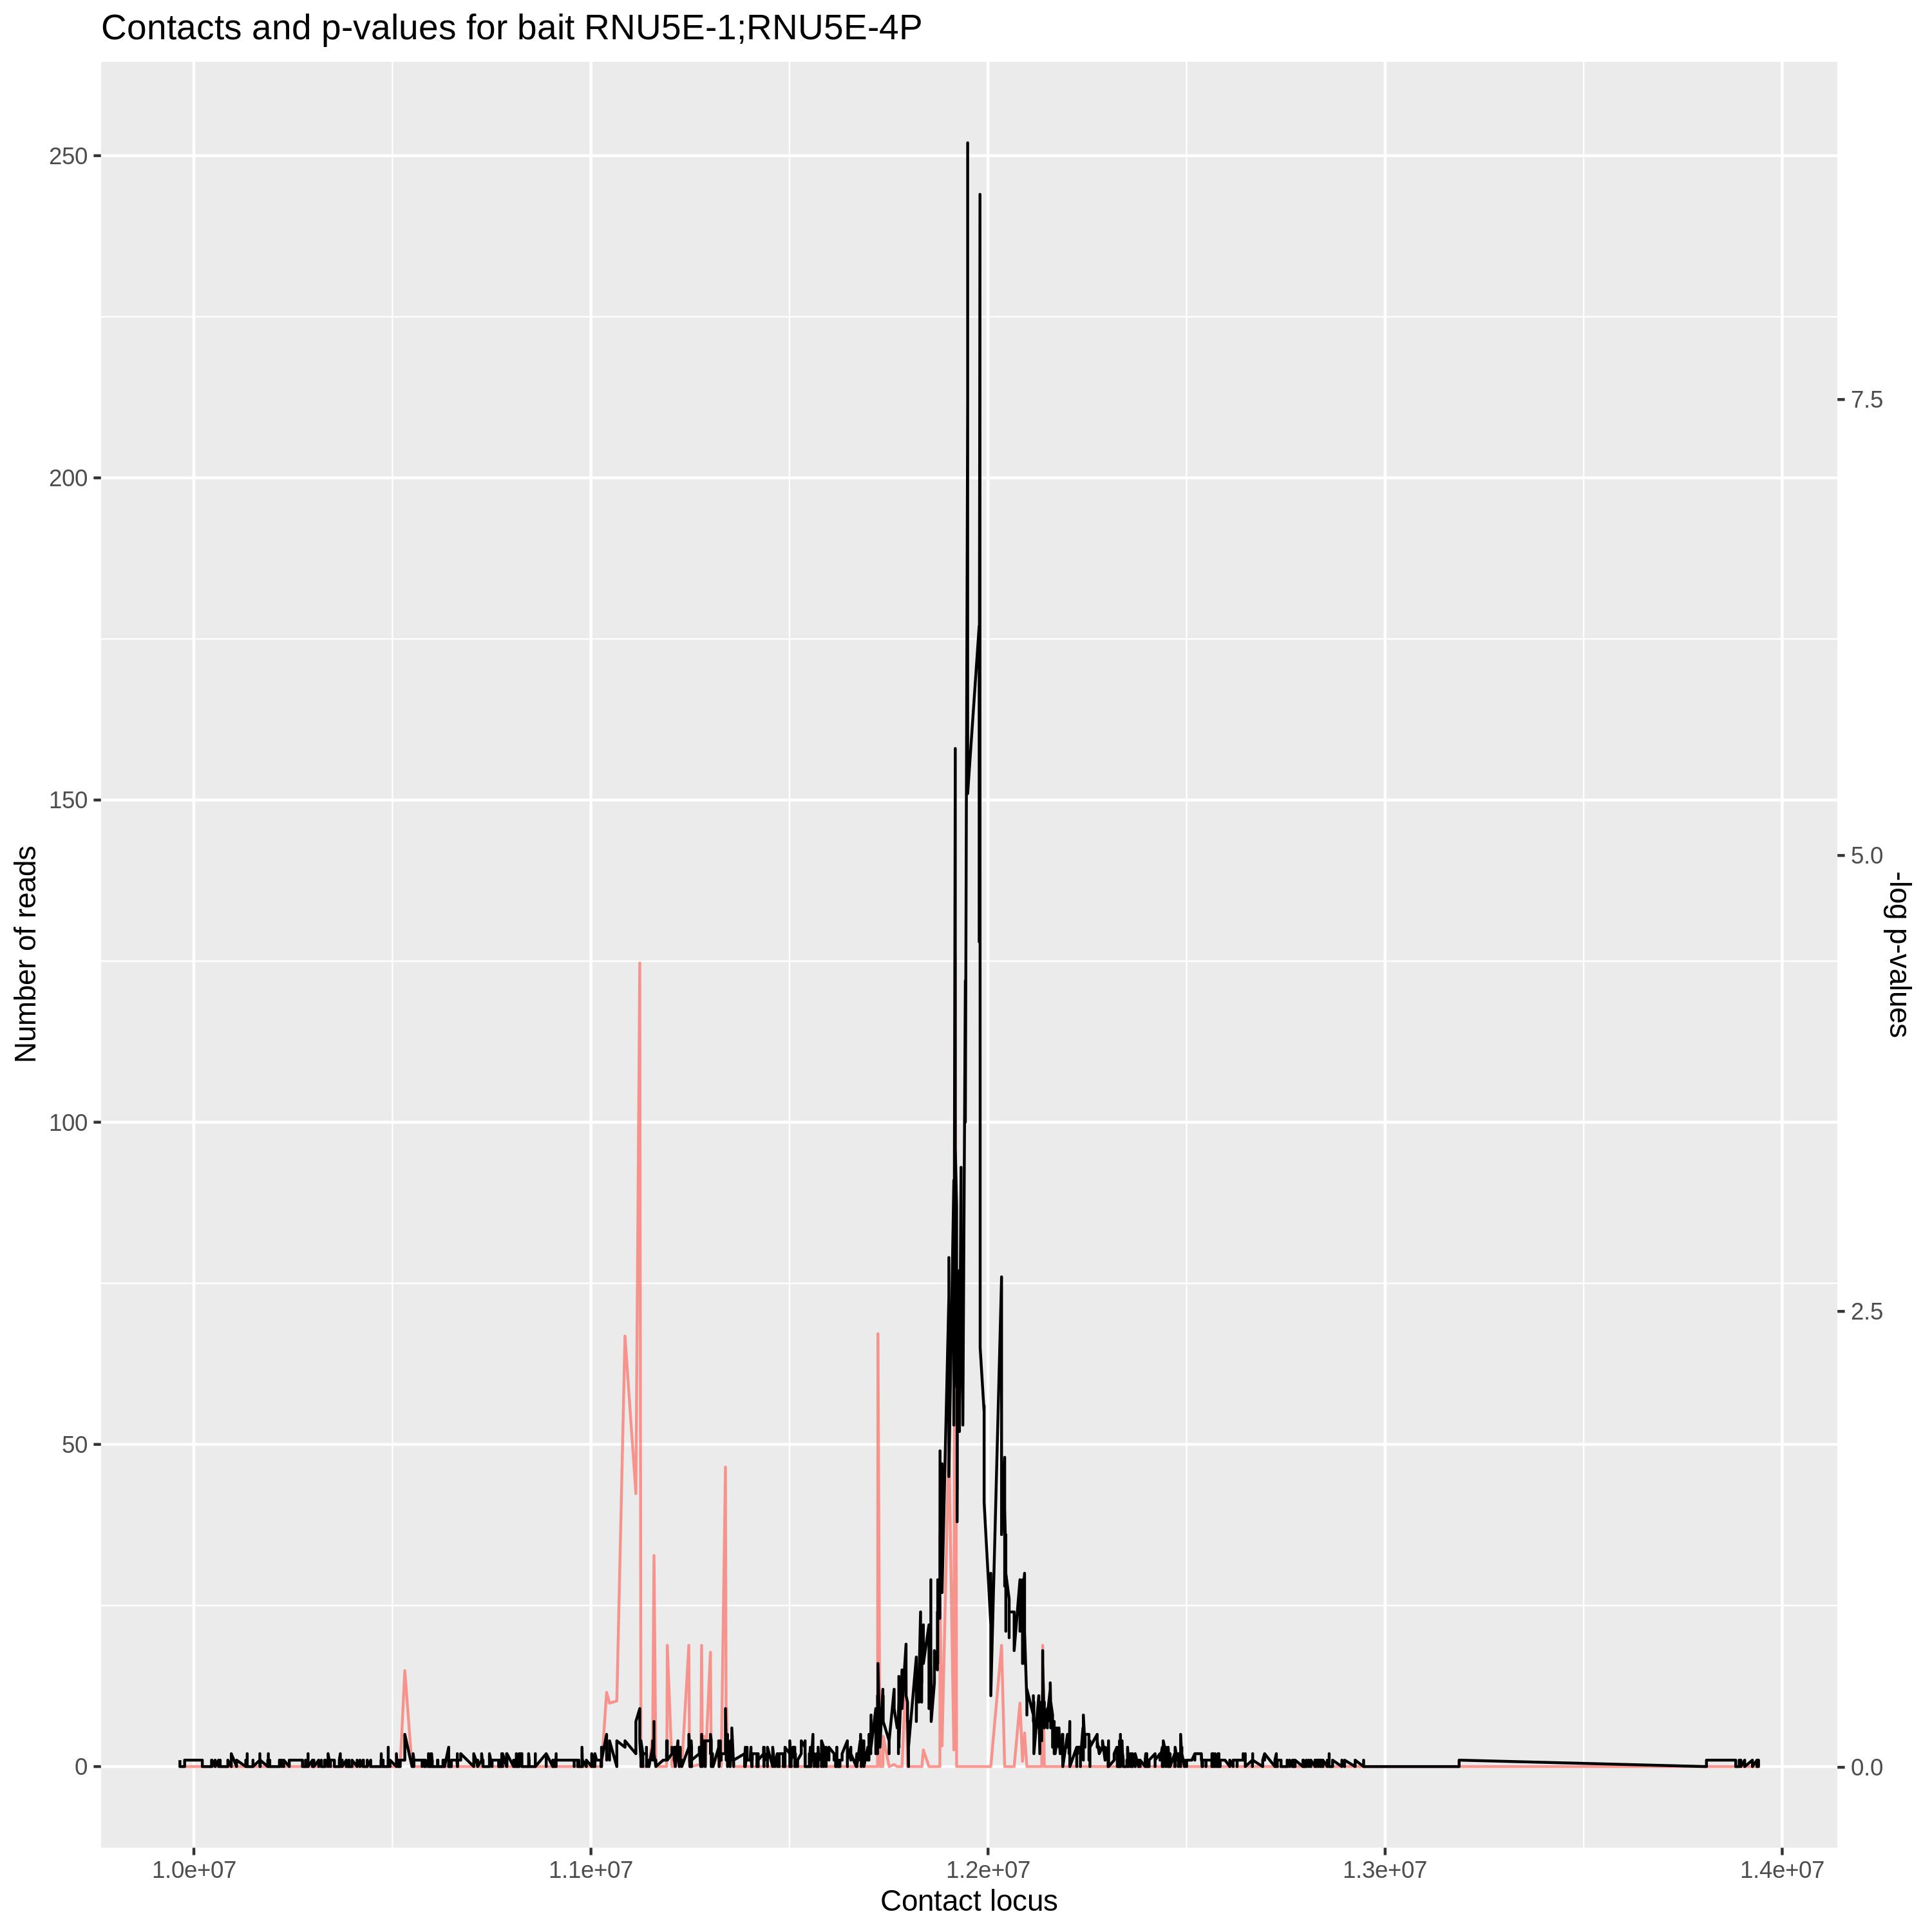 Contacts and p-values for bait RNU5E-1;RNU5E-4P
250
200
150
100
50
0
Number of reads
7.5
5.0
2.5
0.0
-log p-values
1.0e+07
1.1e+07
1.2e+07
1.3e+07
1.4e+07
Contact locus